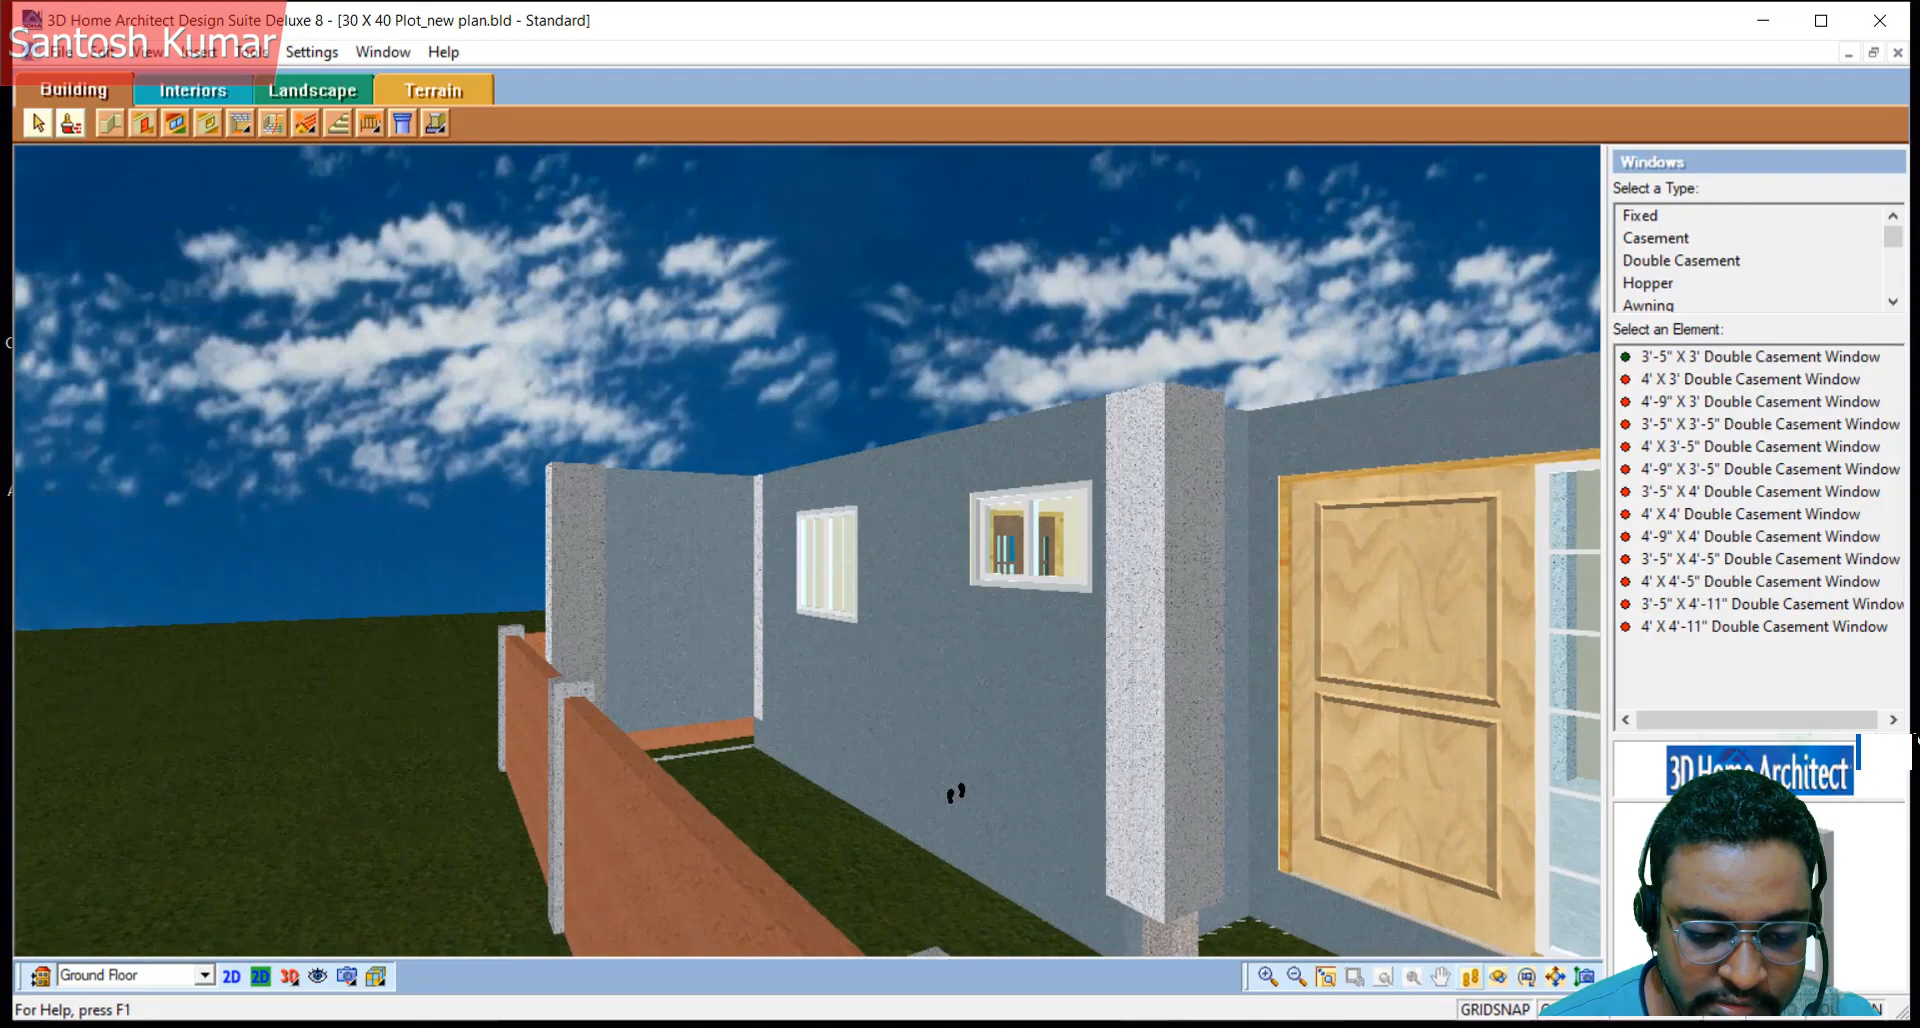 3D Home Architect Design Suite Deluxe 8 - [30 X 40 Plot_new plan.bld - Standard]
Santosh Kumar
File Edit View Insert Tools Settings Window Help
Building Interiors Landscape Terrain
Windows
Select a Type:
Fixed
Casement
Double Casement
Hopper
Awning
Select an Element:
3'-5" X 3' Double Casement Window
4' X 3' Double Casement Window
4'-9" X 3' Double Casement Window
3'-5" X 3'-5" Double Casement Window
4' X 3'-5" Double Casement Window
4'-9" X 3'-5" Double Casement Window
3'-5" X 4' Double Casement Window
4' X 4' Double Casement Window
4'-9" X 4' Double Casement Window
3'-5" X 4'-5" Double Casement Window
4' X 4'-5" Double Casement Window
3'-5" X 4'-11" Double Casement Window
4' X 4'-11" Double Casement Window
3D Home Architect
Ground Floor 2D 2D 3D
For Help, press F1
GRIDSNAP